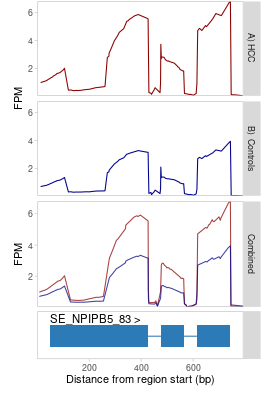 6
4
2
A) HCC
6
4
2
B) Controls
FPM
6
4
2
Combined
FPM
SE_NPIPB5_83 >
200
400
600
Distance from region start (bp)